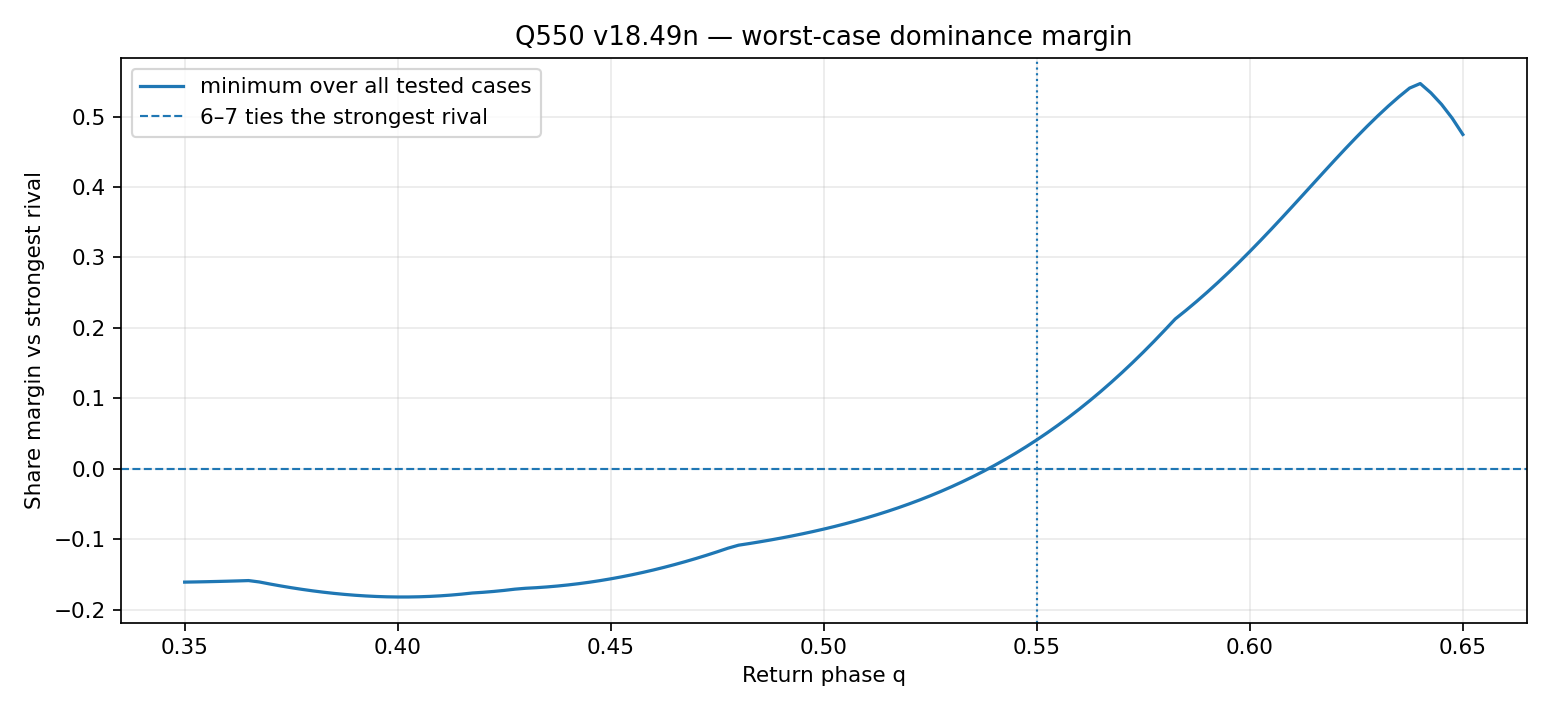 Q550 v18.49n — worst-case dominance margin
minimum over all tested cases
6–7 ties the strongest rival
Share margin vs strongest rival
0.5
0.4
0.3
0.2
0.1
0.0
−0.1
−0.2
0.35 0.40 0.45 0.50 0.55 0.60 0.65
Return phase q